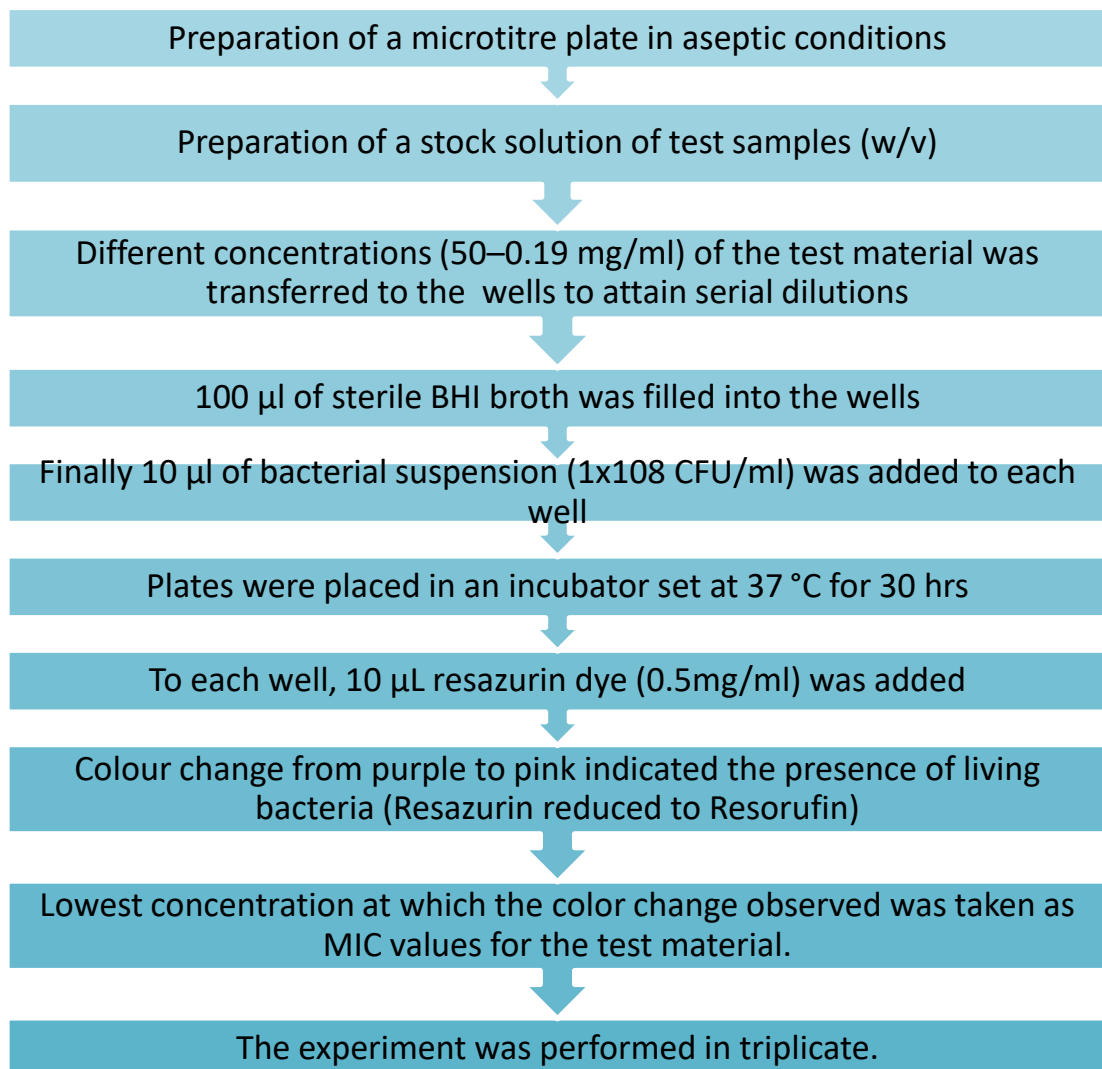 Preparation of a microtitre plate in aseptic conditions
Preparation of a stock solution of test samples (w/v)
Different concentrations (50–0.19 mg/ml) of the test material was
transferred to the wells to attain serial dilutions
100 µl of sterile BHI broth was filled into the wells
Finally 10 µl of bacterial suspension (1x108 CFU/ml) was added to each
well
Plates were placed in an incubator set at 37 °C for 30 hrs
To each well, 10 µL resazurin dye (0.5mg/ml) was added
Colour change from purple to pink indicated the presence of living
bacteria (Resazurin reduced to Resorufin)
Lowest concentration at which the color change observed was taken as
MIC values for the test material.
The experiment was performed in triplicate.